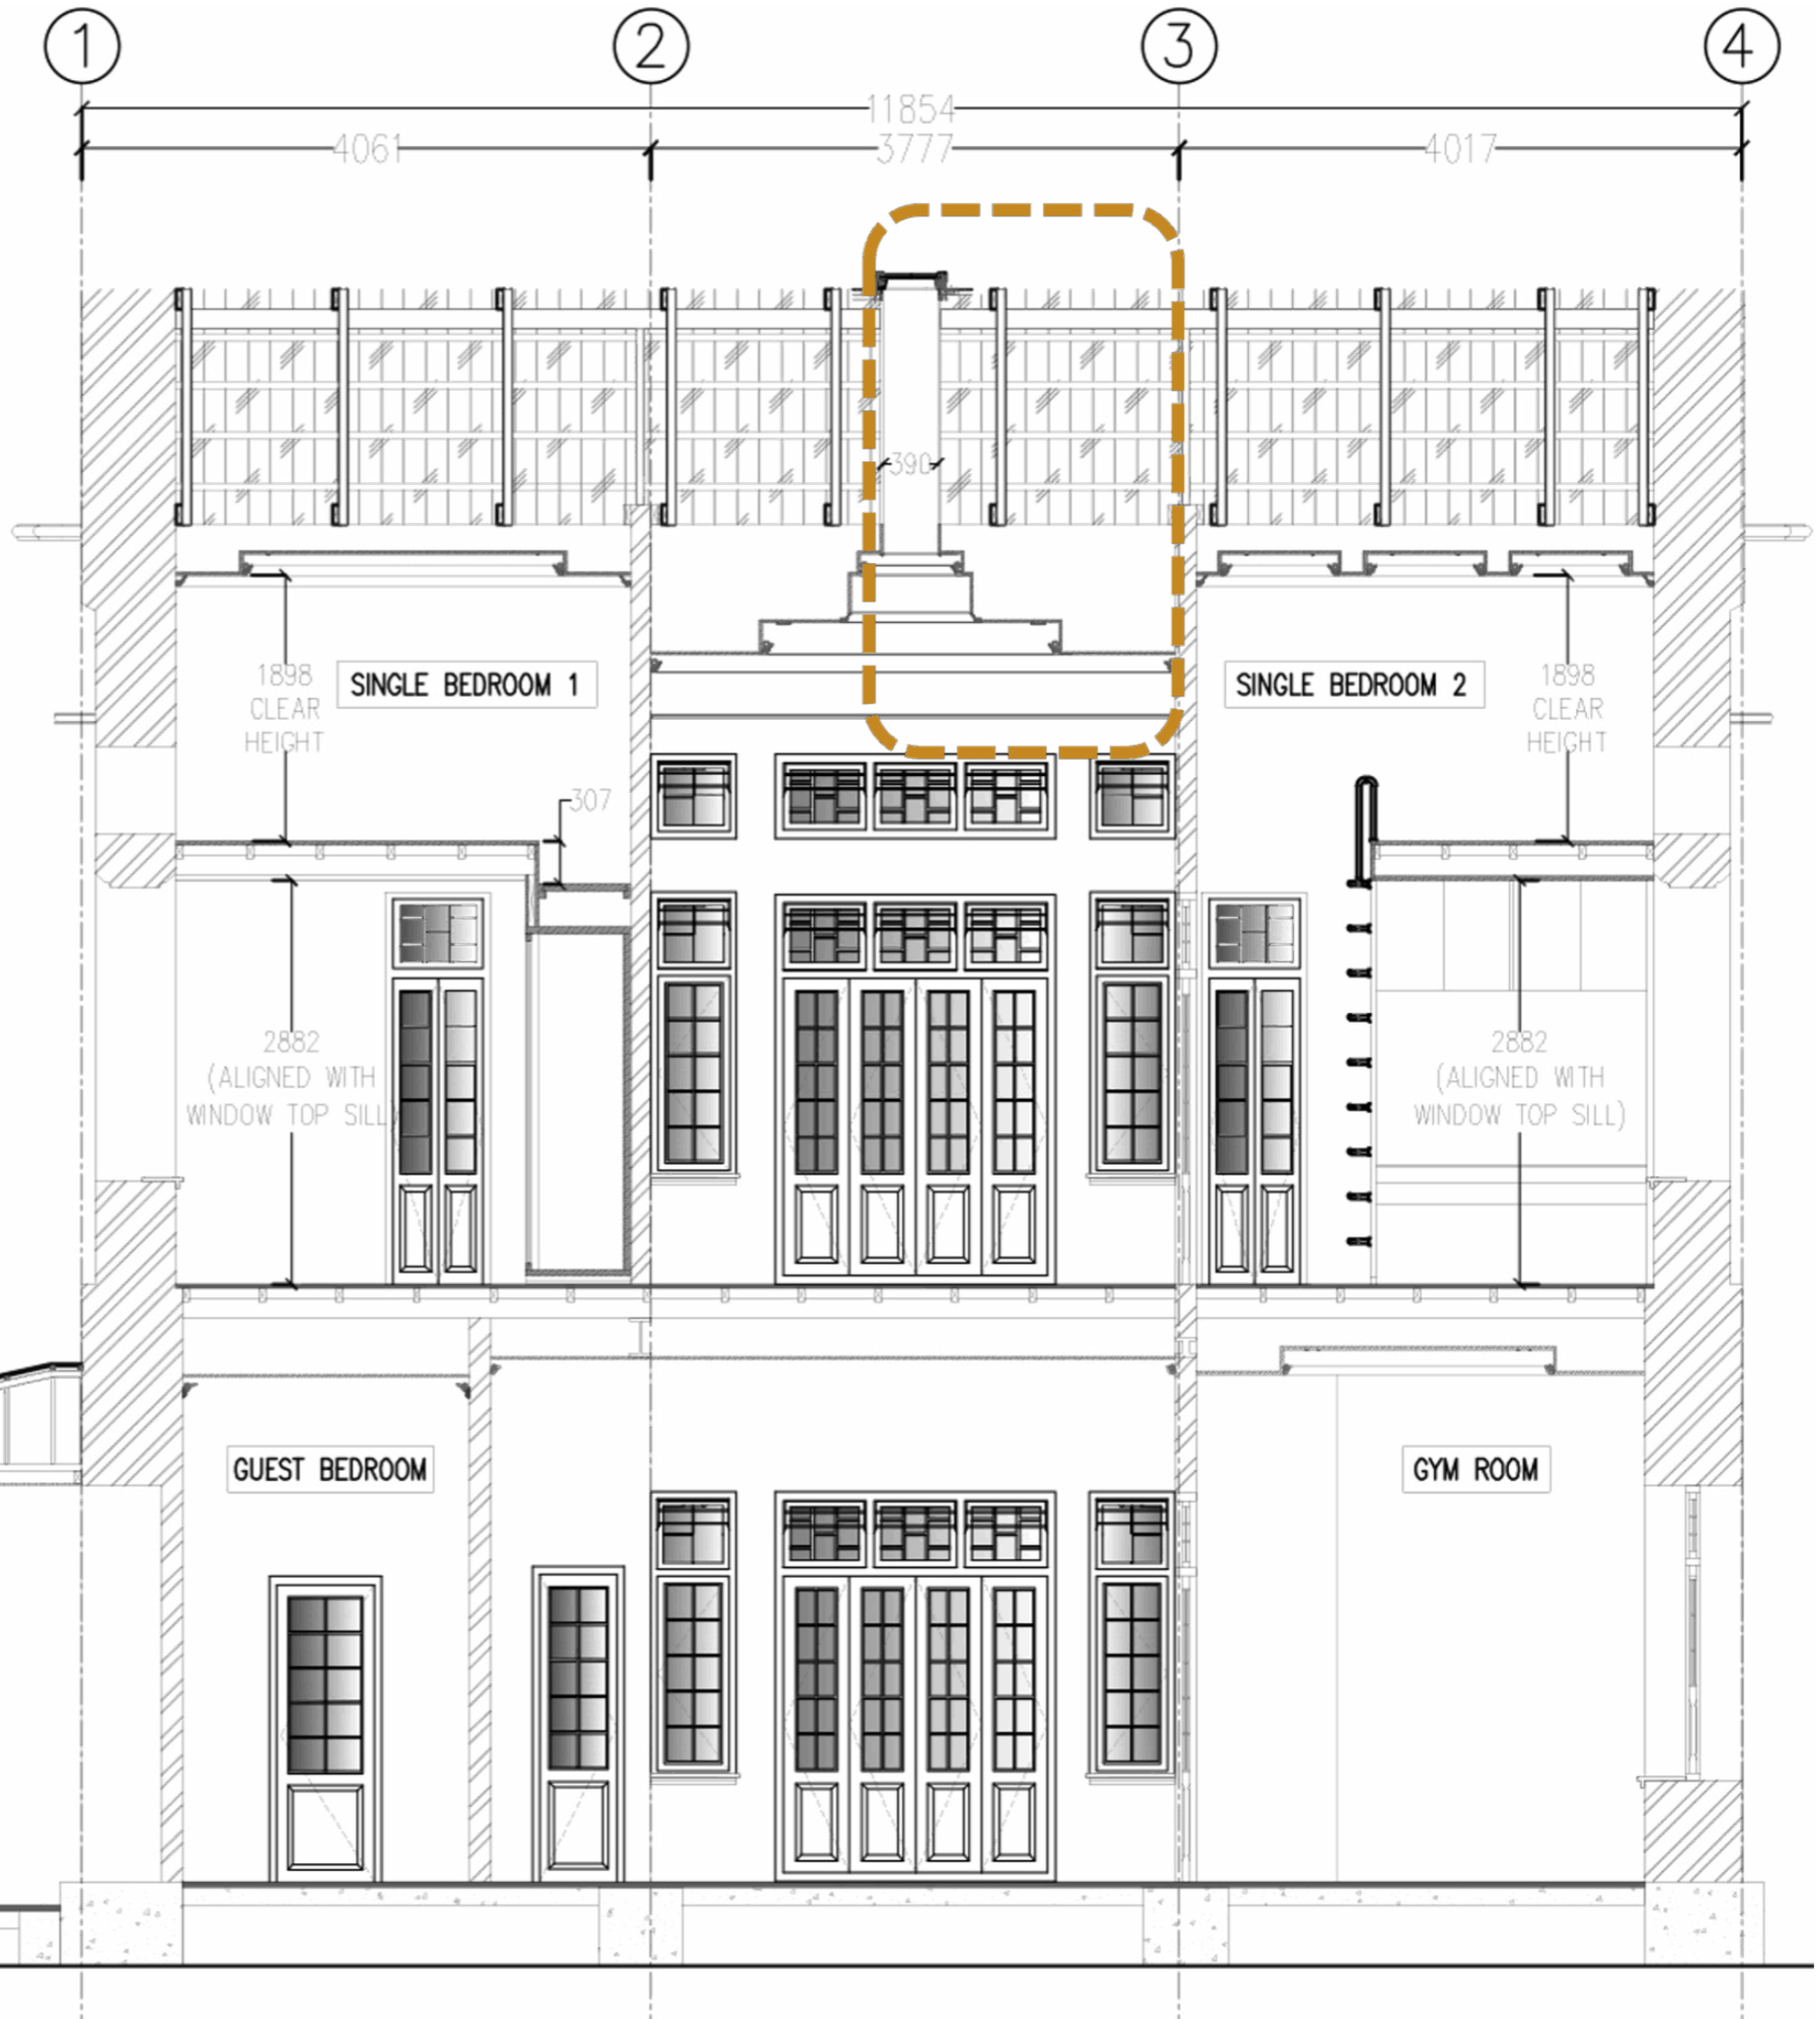 1
2
3
4
11854
4061
3777
4017
390
1898
CLEAR
HEIGHT
SINGLE BEDROOM 1
SINGLE BEDROOM 2
1898
CLEAR
HEIGHT
307
2882
(ALIGNED WITH
WINDOW TOP SILL)
2882
(ALIGNED WITH
WINDOW TOP SILL)
GUEST BEDROOM
GYM ROOM